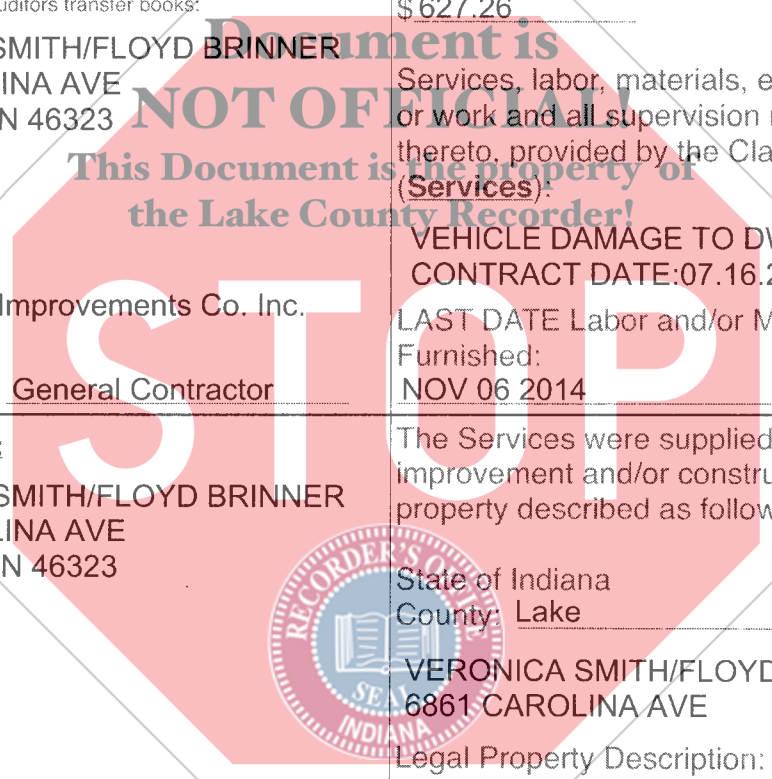 auditors transfer books:
SMITH/FLOYD BRINNER
INA AVE
N 46323
Improvements Co. Inc.
General Contractor
SMITH/FLOYD BRINNER
LINA AVE
N 46323
$ 627.26
Services, labor, materials, e
or work and all supervision
thereto, provided by the Cla
(Services):
VEHICLE DAMAGE TO DW
CONTRACT DATE:07.16.2
LAST DATE Labor and/or M
Furnished:
NOV 06 2014
The Services were supplied
improvement and/or constru
property described as follow
State of Indiana
County: Lake
VERONICA SMITH/FLOYD
6861 CAROLINA AVE
Legal Property Description:
Document is
NOT OFFICIAL!
This Document is the property of
the Lake County Recorder!
STOP
RECORDER'S OFFICE
SEAL
INDIANA